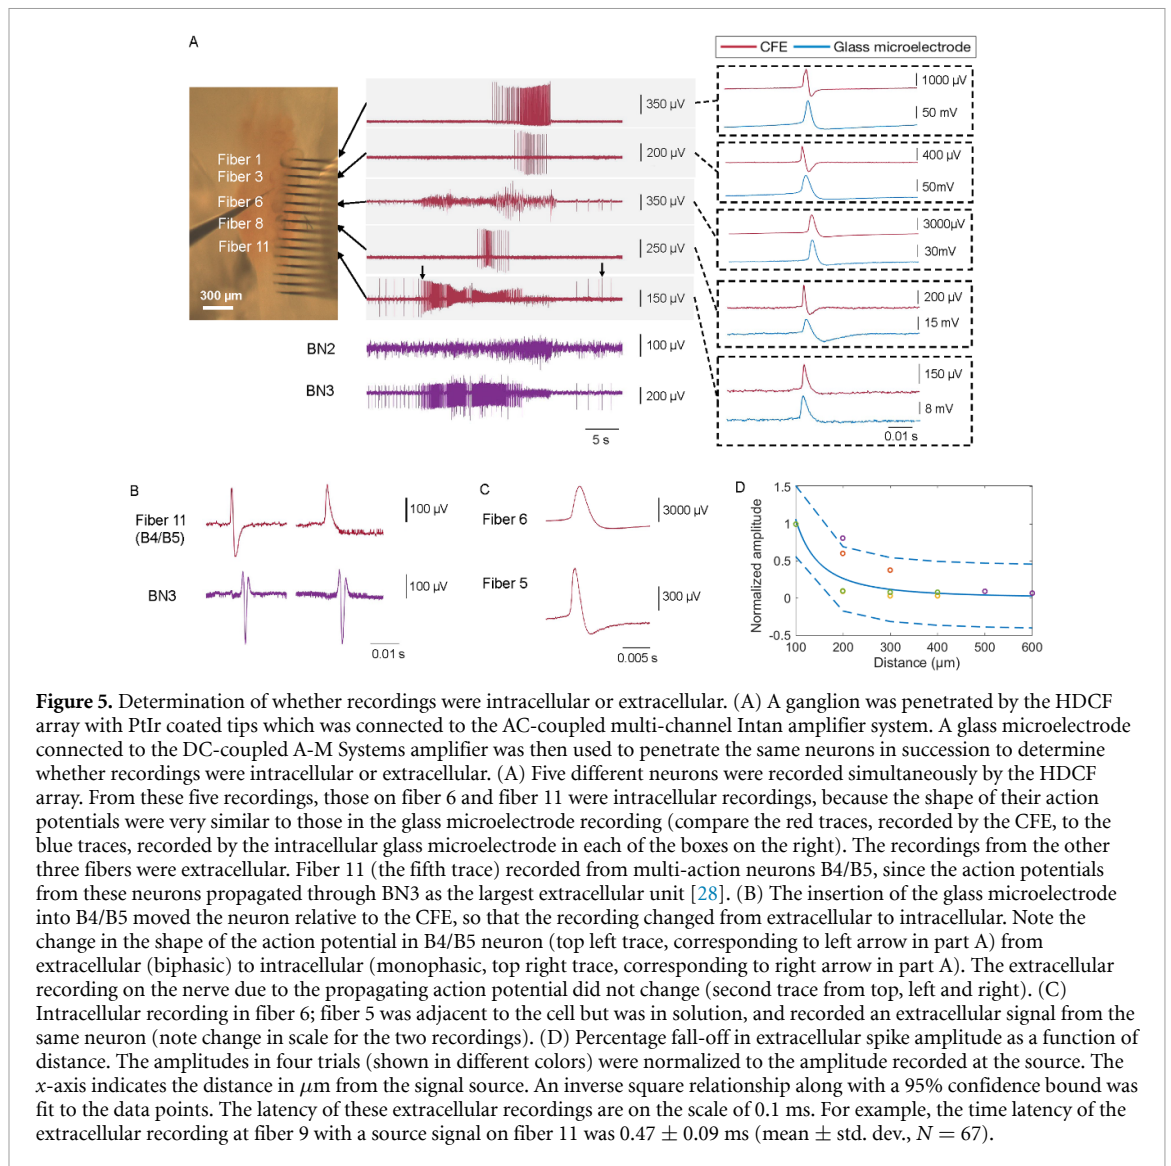 A
CFE
Glass microelectrode
Fiber 1
Fiber 3
Fiber 6
Fiber 8
Fiber 11
300 µm
350 µV
200 µV
350 µV
250 µV
150 µV
BN2
100 µV
BN3
200 µV
5 s
1000 µV
50 mV
400 µV
50mV
3000µV
30mV
200 µV
15 mV
150 µV
8 mV
0.01 s
B
Fiber 11
(B4/B5)
100 µV
BN3
100 µV
0.01 s
C
Fiber 6
3000 µV
Fiber 5
300 µV
0.005 s
D
Normalized amplitude
1.5
1
0.5
0
-0.5
100 200 300 400 500 600
Distance (µm)
Figure 5. Determination of whether recordings were intracellular or extracellular. (A) A ganglion was penetrated by the HDCF
array with PtIr coated tips which was connected to the AC-coupled multi-channel Intan amplifier system. A glass microelectrode
connected to the DC-coupled A-M Systems amplifier was then used to penetrate the same neurons in succession to determine
whether recordings were intracellular or extracellular. (A) Five different neurons were recorded simultaneously by the HDCF
array. From these five recordings, those on fiber 6 and fiber 11 were intracellular recordings, because the shape of their action
potentials were very similar to those in the glass microelectrode recording (compare the red traces, recorded by the CFE, to the
blue traces, recorded by the intracellular glass microelectrode in each of the boxes on the right). The recordings from the other
three fibers were extracellular. Fiber 11 (the fifth trace) recorded from multi-action neurons B4/B5, since the action potentials
from these neurons propagated through BN3 as the largest extracellular unit [28]. (B) The insertion of the glass microelectrode
into B4/B5 moved the neuron relative to the CFE, so that the recording changed from extracellular to intracellular. Note the
change in the shape of the action potential in B4/B5 neuron (top left trace, corresponding to left arrow in part A) from
extracellular (biphasic) to intracellular (monophasic, top right trace, corresponding to right arrow in part A). The extracellular
recording on the nerve due to the propagating action potential did not change (second trace from top, left and right). (C)
Intracellular recording in fiber 6; fiber 5 was adjacent to the cell but was in solution, and recorded an extracellular signal from the
same neuron (note change in scale for the two recordings). (D) Percentage fall-off in extracellular spike amplitude as a function of
distance. The amplitudes in four trials (shown in different colors) were normalized to the amplitude recorded at the source. The
x-axis indicates the distance in µm from the signal source. An inverse square relationship along with a 95% confidence bound was
fit to the data points. The latency of these extracellular recordings are on the scale of 0.1 ms. For example, the time latency of the
extracellular recording at fiber 9 with a source signal on fiber 11 was 0.47 ± 0.09 ms (mean ± std. dev., N = 67).